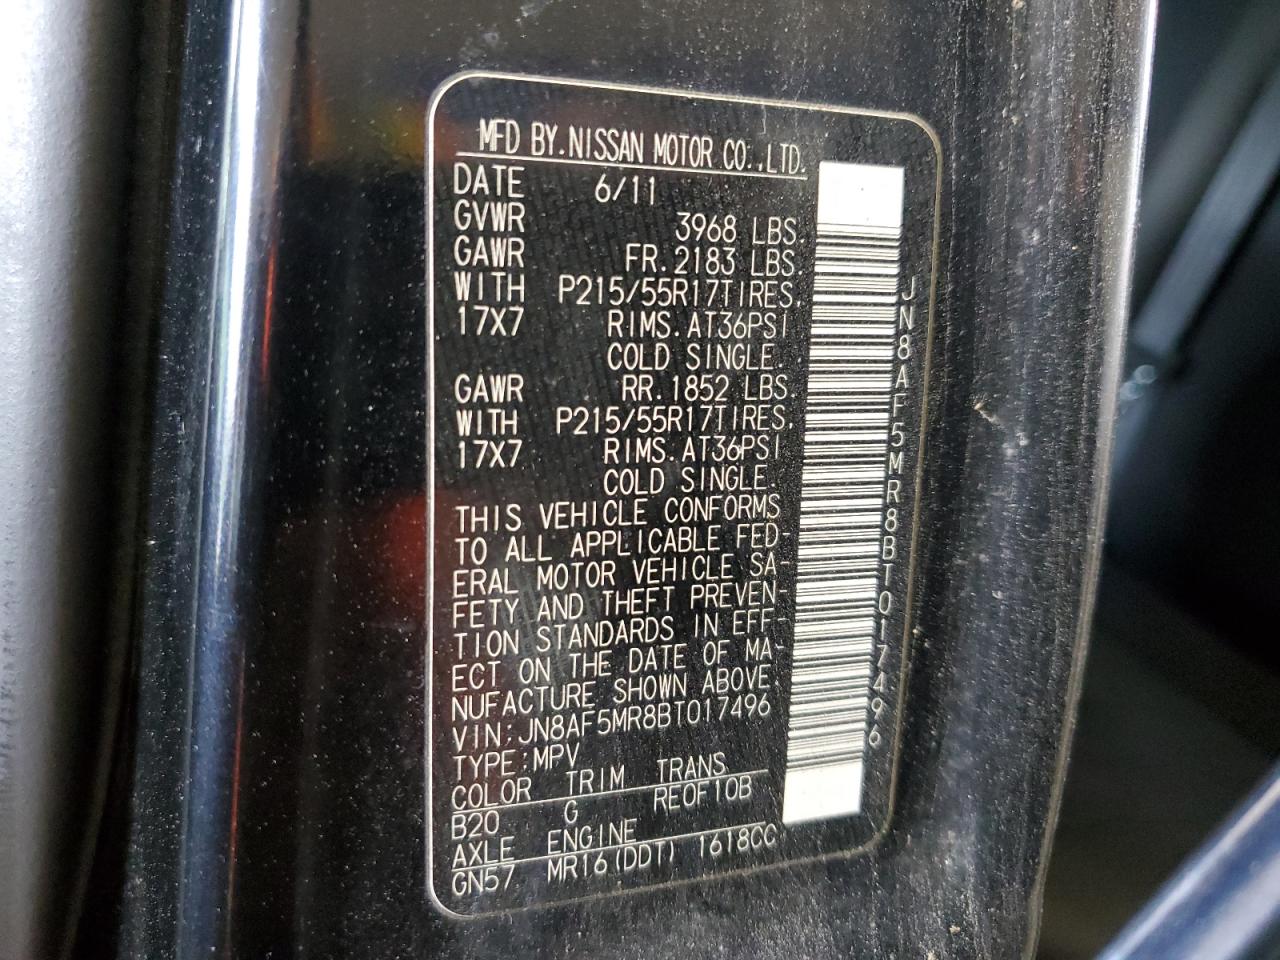 MFD BY.NISSAN MOTOR CO.,LTD.
DATE 6/11
GVWR 3968 LBS.
GAWR FR.2183 LBS.
WITH P215/55R17TIRES.
17X7 RIMS.AT36PSI
COLD SINGLE.
GAWR RR.1852 LBS.
WITH P215/55R17TIRES.
17X7 RIMS.AT36PSI
COLD SINGLE.
THIS VEHICLE CONFORMS
TO ALL APPLICABLE FED-
ERAL MOTOR VEHICLE SA-
FETY AND THEFT PREVEN-
TION STANDARDS IN EFF-
ECT ON THE DATE OF MA-
NUFACTURE SHOWN ABOVE.
VIN:JN8AF5MR8BT017496
TYPE:MPV
COLOR TRIM TRANS
B20 G RE0F10B
AXLE ENGINE
GN57 MR16(DDT) 1618CC
JN8AF5MR8BT017496